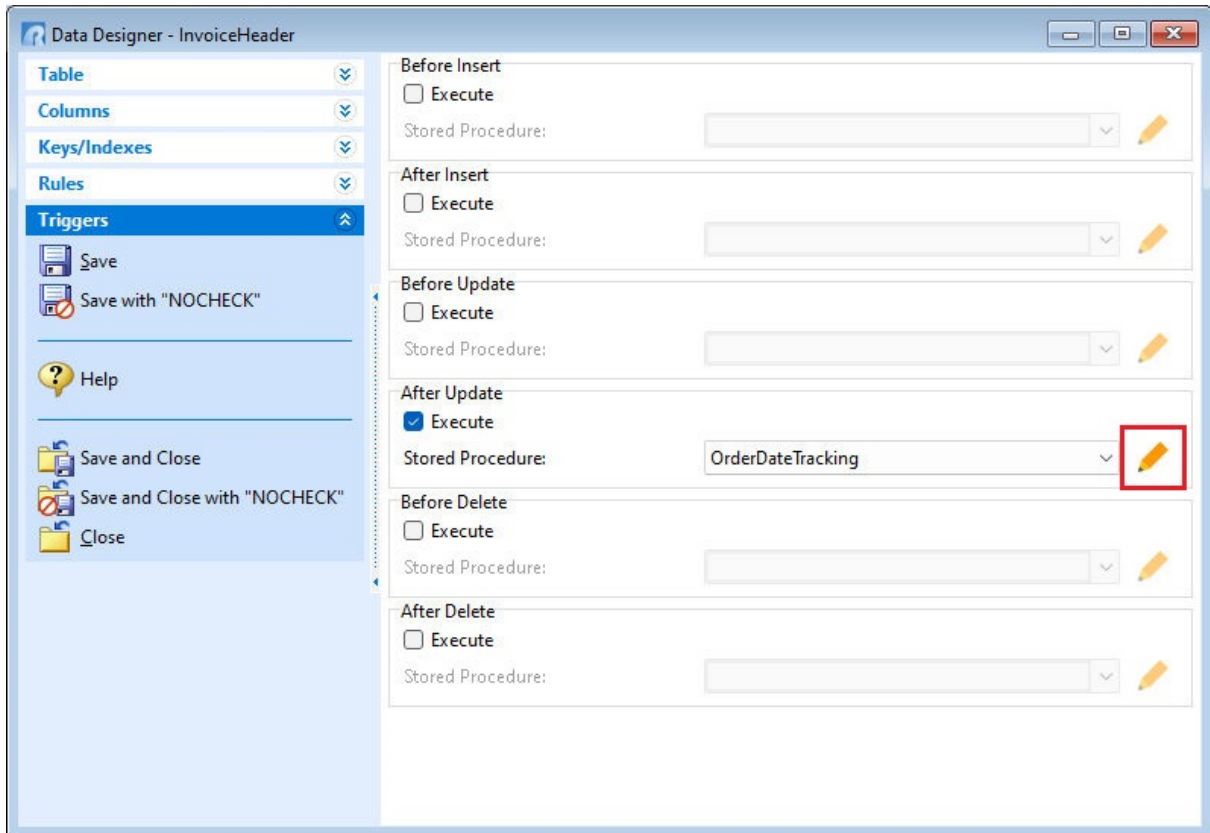 Data Designer - InvoiceHeader
Table
Columns
Keys/Indexes
Rules
Triggers
Save
Save with "NOCHECK"
Help
Save and Close
Save and Close with "NOCHECK"
Close
Before Insert
Execute
Stored Procedure:
After Insert
Execute
Stored Procedure:
Before Update
Execute
Stored Procedure:
After Update
Execute
Stored Procedure: OrderDateTracking
Before Delete
Execute
Stored Procedure:
After Delete
Execute
Stored Procedure: